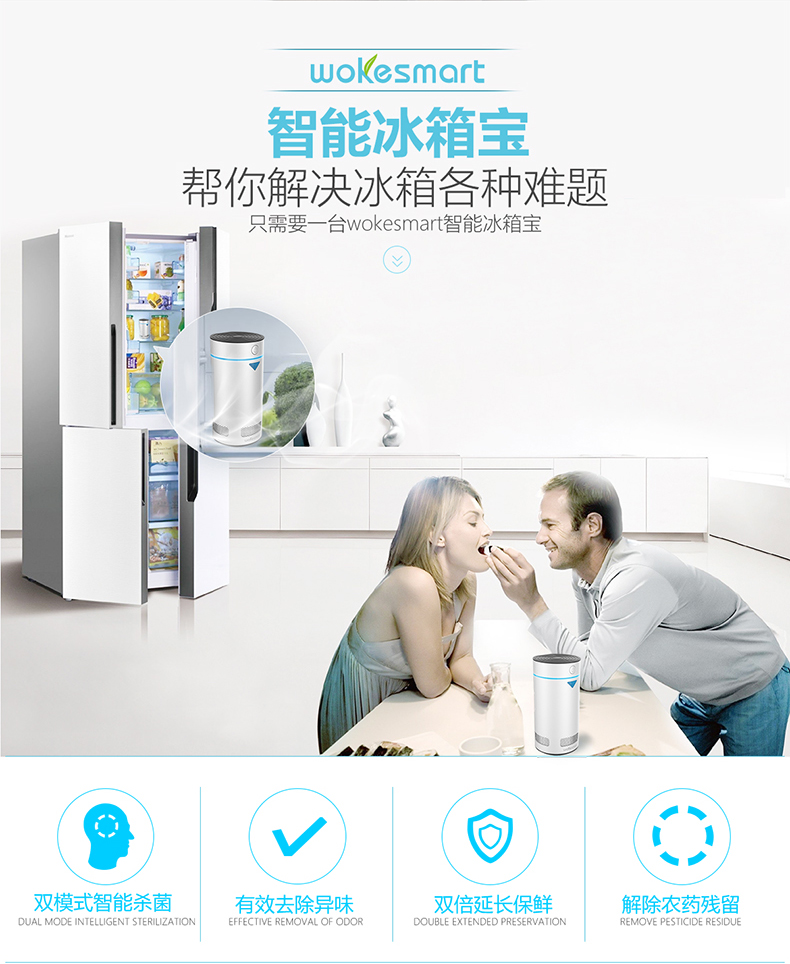 wokesmart
智能冰箱宝
帮你解决冰箱各种难题
只需要一台wokesmart智能冰箱宝
双模式智能杀菌
DUAL MODE INTELLIGENT STERILIZATION
有效去除异味
EFFECTIVE REMOVAL OF ODOR
双倍延长保鲜
DOUBLE EXTENDED PRESERVATION
解除农药残留
REMOVE PESTICIDE RESIDUE